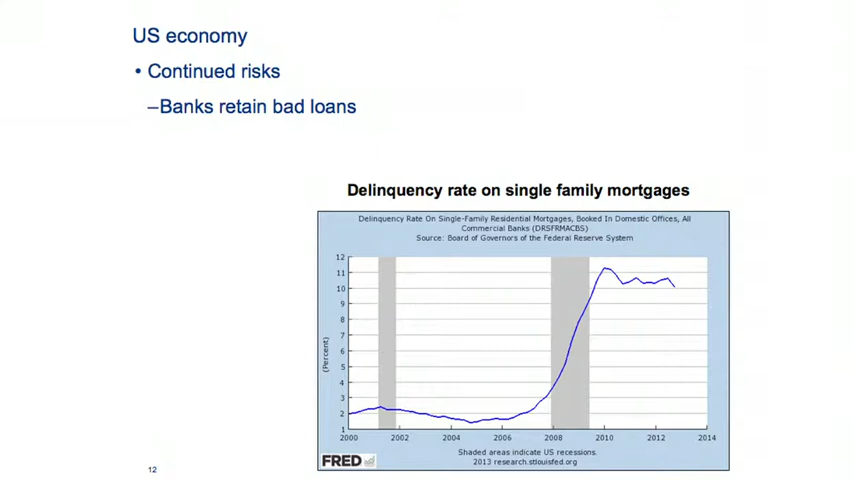 US economy
• Continued risks
–Banks retain bad loans
Delinquency rate on single family mortgages
Delinquency Rate On Single-Family Residential Mortgages, Booked In Domestic Offices, All
Commercial Banks (DRSFRMACBS)
Source: Board of Governors of the Federal Reserve System
12
11
10
9
8
7
6
5
4
3
2
1
(Percent)
2000 2002 2004 2006 2008 2010 2012 2014
Shaded areas indicate US recessions.
2013 research.stlouisfed.org
FRED
12